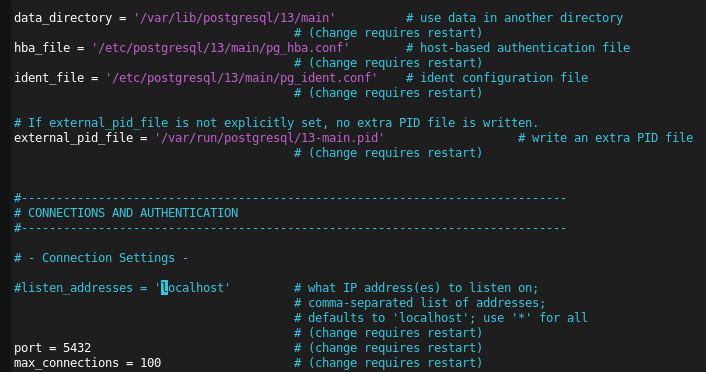 data_directory = '/var/lib/postgresql/13/main'          # use data in another directory
                                        # (change requires restart)
hba_file = '/etc/postgresql/13/main/pg_hba.conf'        # host-based authentication file
                                        # (change requires restart)
ident_file = '/etc/postgresql/13/main/pg_ident.conf'    # ident configuration file
                                        # (change requires restart)

# If external_pid_file is not explicitly set, no extra PID file is written.
external_pid_file = '/var/run/postgresql/13-main.pid'                   # write an extra PID file
                                        # (change requires restart)


#------------------------------------------------------------------------------
# CONNECTIONS AND AUTHENTICATION
#------------------------------------------------------------------------------

# - Connection Settings -

#listen_addresses = 'localhost'         # what IP address(es) to listen on;
                                        # comma-separated list of addresses;
                                        # defaults to 'localhost'; use '*' for all
                                        # (change requires restart)
port = 5432                             # (change requires restart)
max_connections = 100                   # (change requires restart)